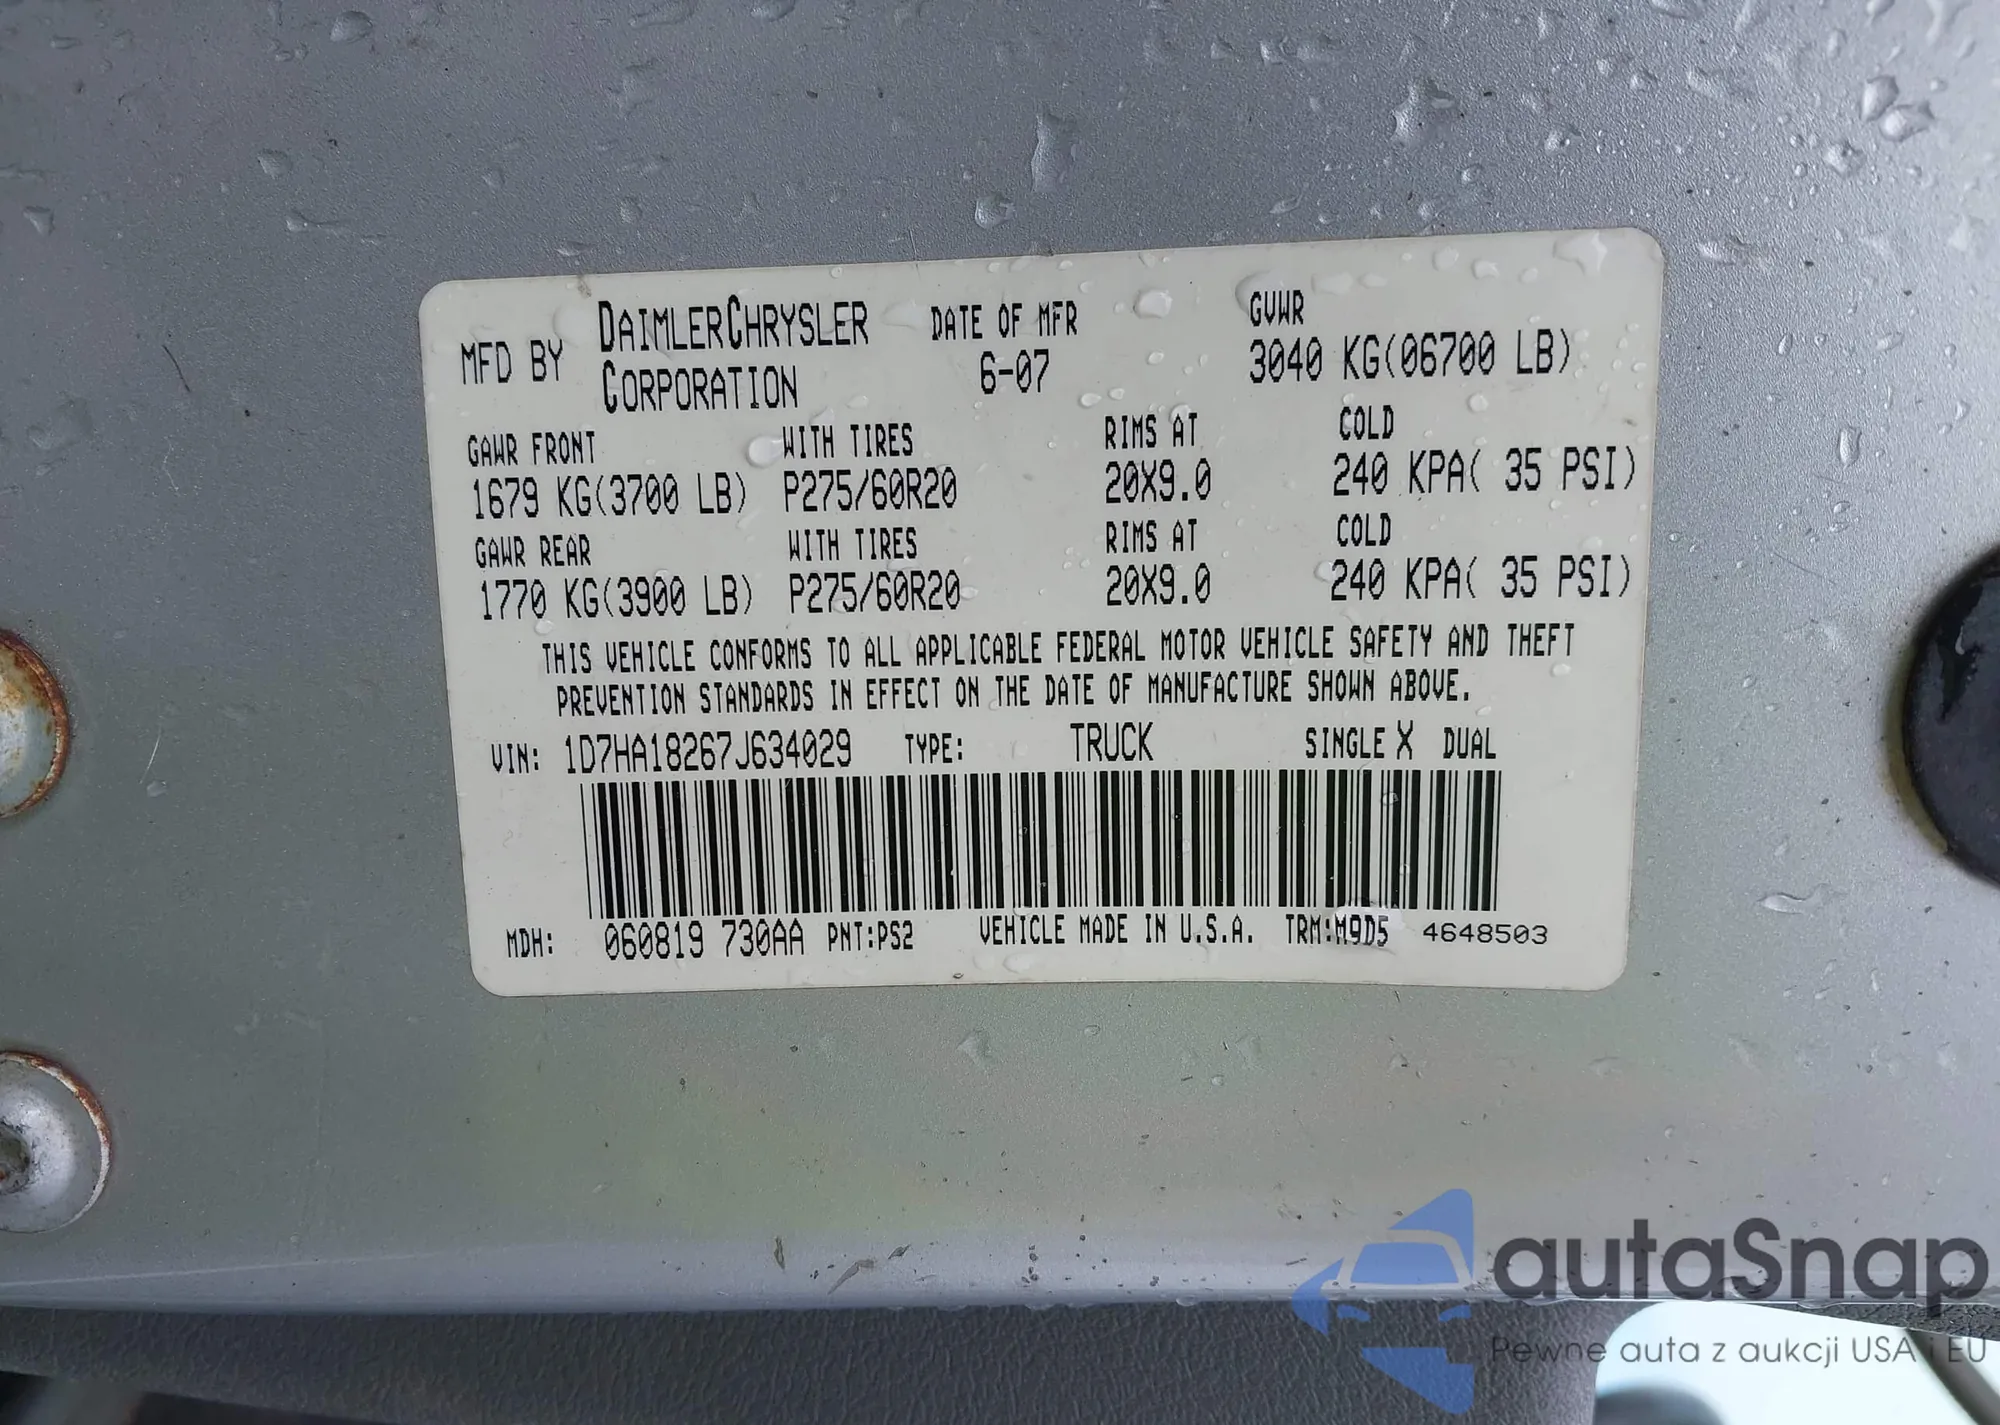 MFD BY DAIMLERCHRYSLER CORPORATION DATE OF MFR 6-07 GVWR 3040 KG(06700 LB)
GAWR FRONT WITH TIRES RIMS AT COLD
1679 KG(3700 LB) P275/60R20 20X9.0 240 KPA( 35 PSI)
GAWR REAR WITH TIRES RIMS AT COLD
1770 KG(3900 LB) P275/60R20 20X9.0 240 KPA( 35 PSI)
THIS VEHICLE CONFORMS TO ALL APPLICABLE FEDERAL MOTOR VEHICLE SAFETY AND THEFT
PREVENTION STANDARDS IN EFFECT ON THE DATE OF MANUFACTURE SHOWN ABOVE.
VIN: 1D7HA18267J634029 TYPE: TRUCK SINGLE X DUAL
MDH: 060819 730AA PNT:PS2 VEHICLE MADE IN U.S.A. TRM:M9D5 4648503
autaSnap
Pewne auta z aukcji USA i EU